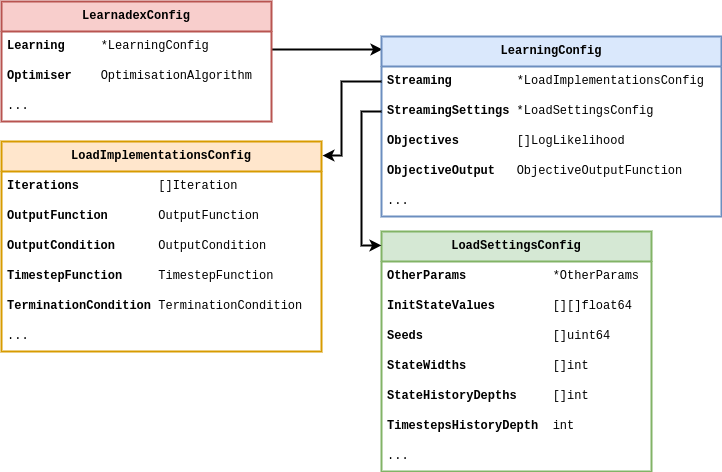 LearnadexConfig
Learning *LearningConfig
Optimiser OptimisationAlgorithm
...
LearningConfig
Streaming *LoadImplementationsConfig
StreamingSettings *LoadSettingsConfig
Objectives []LogLikelihood
ObjectiveOutput ObjectiveOutputFunction
...
LoadImplementationsConfig
Iterations []Iteration
OutputFunction OutputFunction
OutputCondition OutputCondition
TimestepFunction TimestepFunction
TerminationCondition TerminationCondition
...
LoadSettingsConfig
OtherParams *OtherParams
InitStateValues [][]float64
Seeds []uint64
StateWidths []int
StateHistoryDepths []int
TimestepsHistoryDepth int
...